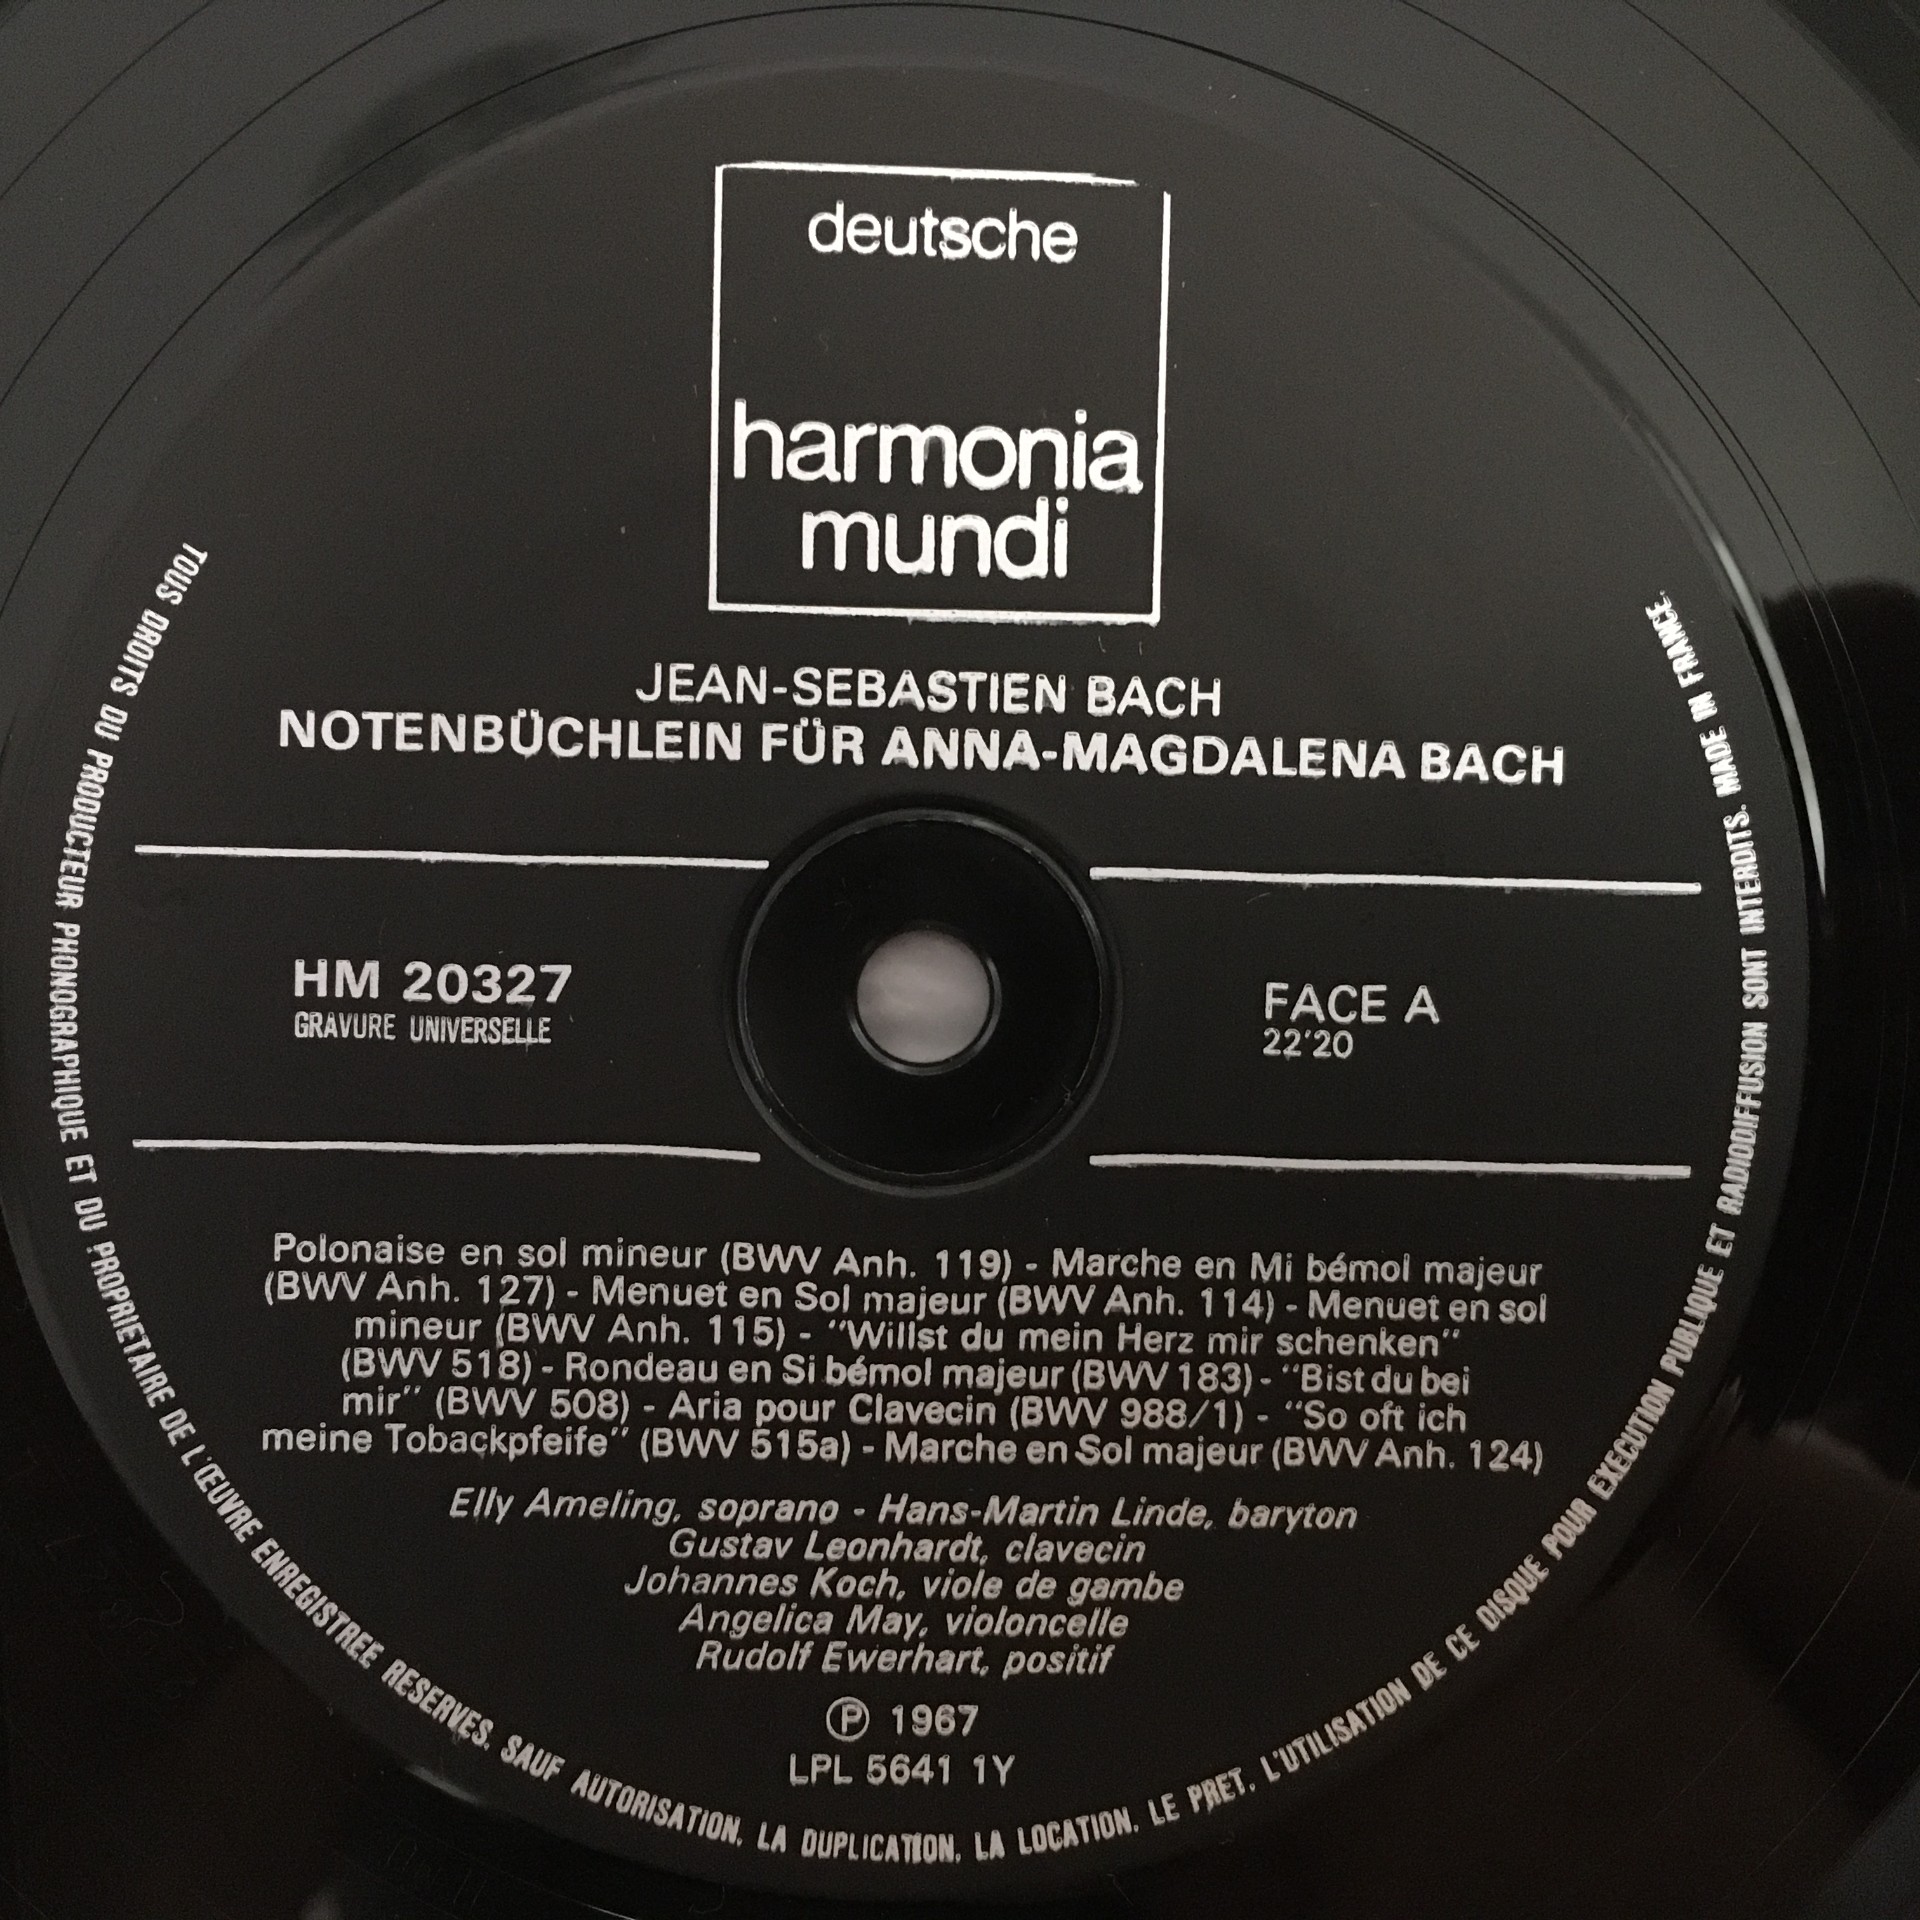 deutsche
harmonia
mundi
JEAN-SEBASTIEN BACH
NOTENBÜCHLEIN FÜR ANNA-MAGDALENA BACH
HM 20327
GRAVURE UNIVERSELLE
FACE A
22'20
Polonaise en sol mineur (BWV Anh. 119) - Marche en Mi bémol majeur
(BWV Anh. 127) - Menuet en Sol majeur (BWV Anh. 114) - Menuet en sol
mineur (BWV Anh. 115) - "Willst du mein Herz mir schenken"
(BWV 518) - Rondeau en Si bémol majeur (BWV 183) - "Bist du bei
mir" (BWV 508) - Aria pour Clavecin (BWV 988/1) - "So oft ich
meine Tobackpfeife" (BWV 515a) - Marche en Sol majeur (BWV Anh. 124)
Elly Ameling, soprano - Hans-Martin Linde, baryton
Gustav Leonhardt, clavecin
Johannes Koch, viole de gambe
Angelica May, violoncelle
Rudolf Ewerhart, positif
℗ 1967
LPL 5641 1Y
TOUS DROITS DU PRODUCTEUR PHONOGRAPHIQUE ET DU PROPRIETAIRE DE L'ŒUVRE ENREGISTREE RESERVES. SAUF AUTORISATION, LA DUPLICATION, LA LOCATION, LE PRET, L'UTILISATION DE CE DISQUE POUR EXECUTION PUBLIQUE ET RADIODIFFUSION SONT INTERDITS. MADE IN FRANCE.